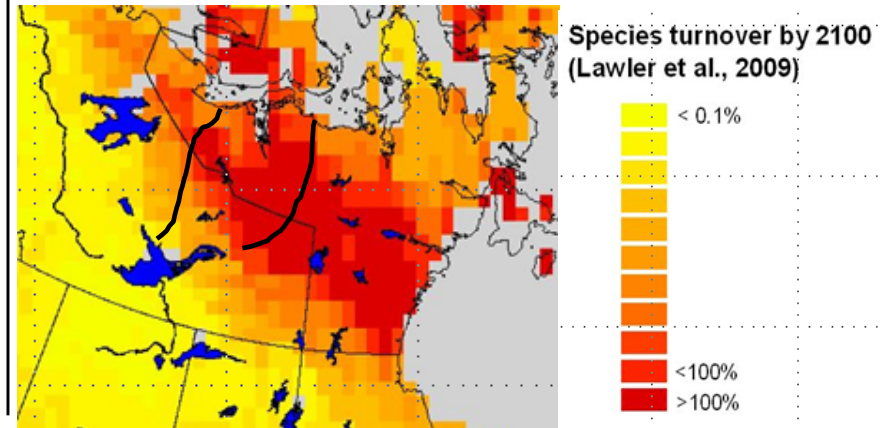 Species turnover by 2100
(Lawler et al., 2009)
< 0.1%
<100%
>100%